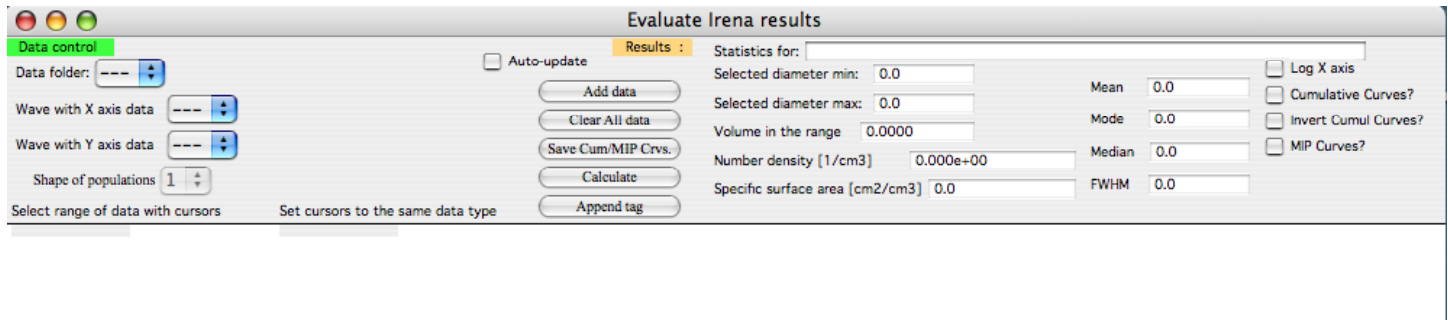 Evaluate Irena results
Data control
Data folder: ---
Wave with X axis data ---
Wave with Y axis data ---
Shape of populations 1
Select range of data with cursors
Set cursors to the same data type
Auto-update
Add data
Clear All data
Save Cum/MIP Crvs.
Calculate
Append tag
Results :
Statistics for:
Selected diameter min: 0.0
Selected diameter max: 0.0
Volume in the range 0.0000
Number density [1/cm3] 0.000e+00
Specific surface area [cm2/cm3] 0.0
Mean 0.0
Mode 0.0
Median 0.0
FWHM 0.0
Log X axis
Cumulative Curves?
Invert Cumul Curves?
MIP Curves?